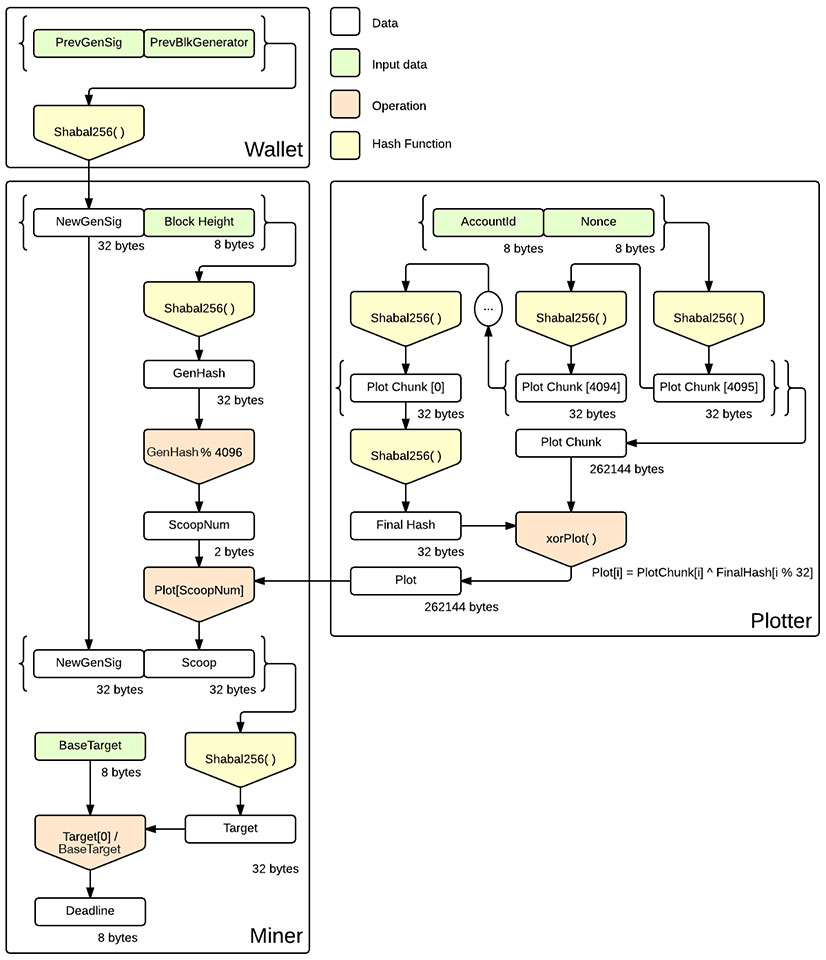 PrevGenSig PrevBlkGenerator
Shabal256( )
Wallet
Data
Input data
Operation
Hash Function
NewGenSig Block Height
32 bytes 8 bytes
Shabal256( )
GenHash
32 bytes
GenHash % 4096
ScoopNum
2 bytes
Plot[ScoopNum]
NewGenSig Scoop
32 bytes 32 bytes
BaseTarget
8 bytes
Shabal256( )
Target[0] /
BaseTarget
Target
32 bytes
Deadline
8 bytes
Miner
AccountId Nonce
8 bytes 8 bytes
Shabal256( ) ... Shabal256( ) Shabal256( )
Plot Chunk [0] Plot Chunk [4094] Plot Chunk [4095]
32 bytes 32 bytes 32 bytes
Shabal256( )
Plot Chunk
262144 bytes
Final Hash
32 bytes
xorPlot( )
Plot[i] = PlotChunk[i] ^ FinalHash[i % 32]
Plot
262144 bytes
Plotter